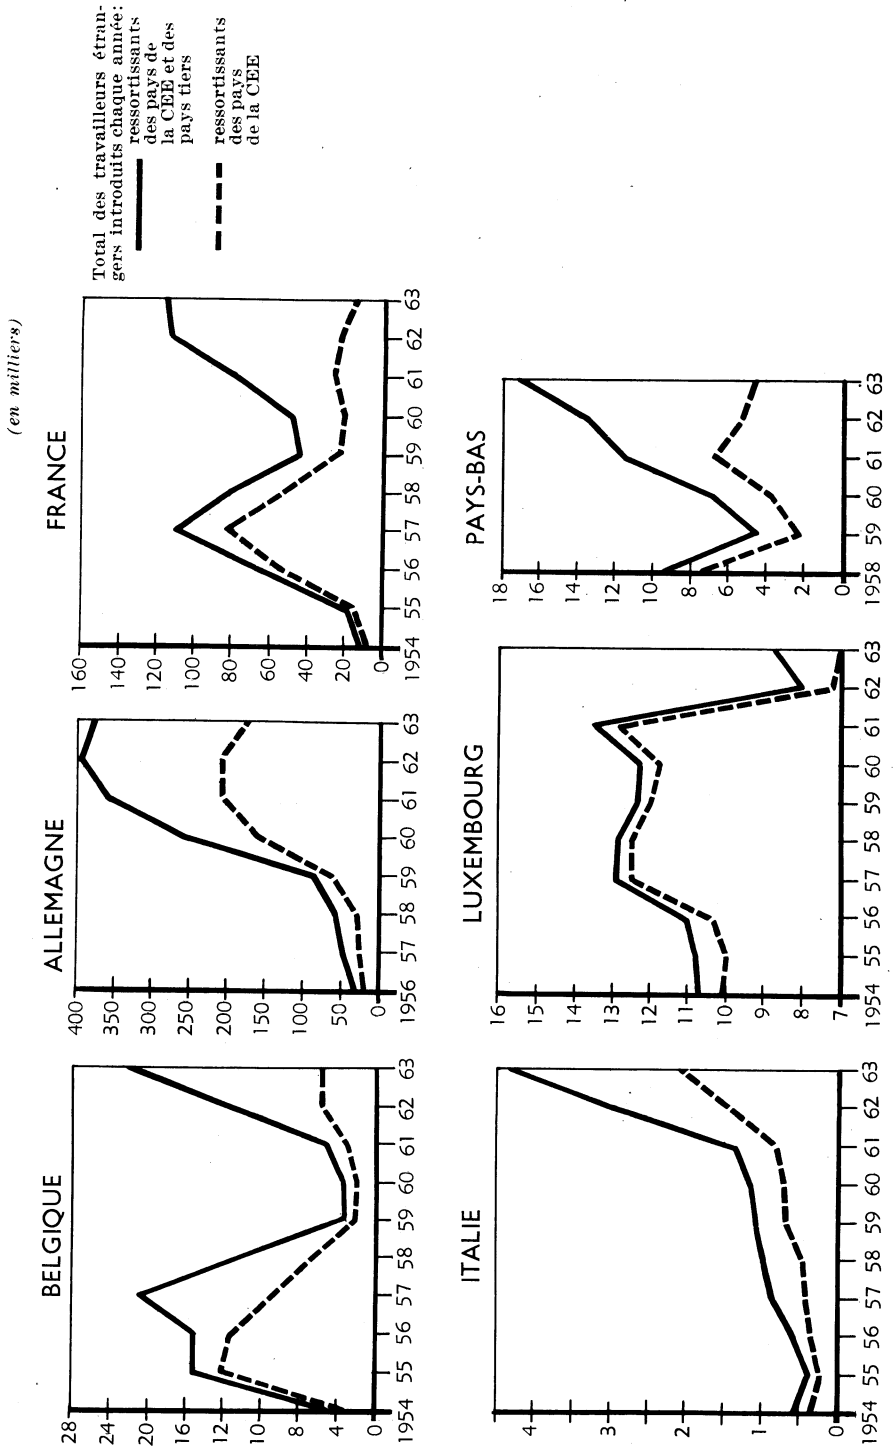 (en milliers)
Total des travailleurs étran-
gers introduits chaque année:
ressortissants
des pays de
la CEE et des
pays tiers
ressortissants
des pays
de la CEE
BELGIQUE
28
24
20
16
12
8
4
0
1954 55 56 57 58 59 60 61 62 63
ALLEMAGNE
400
350
300
250
200
150
100
50
0
1956 57 58 59 60 61 62 63
FRANCE
160
140
120
100
80
60
40
20
0
1954 55 56 57 58 59 60 61 62 63
ITALIE
4
3
2
1
0
1954 55 56 57 58 59 60 61 62 63
LUXEMBOURG
16
15
14
13
12
11
10
9
8
7
1954 55 56 57 58 59 60 61 62 63
PAYS-BAS
18
16
14
12
10
8
6
4
2
0
1958 59 60 61 62 63